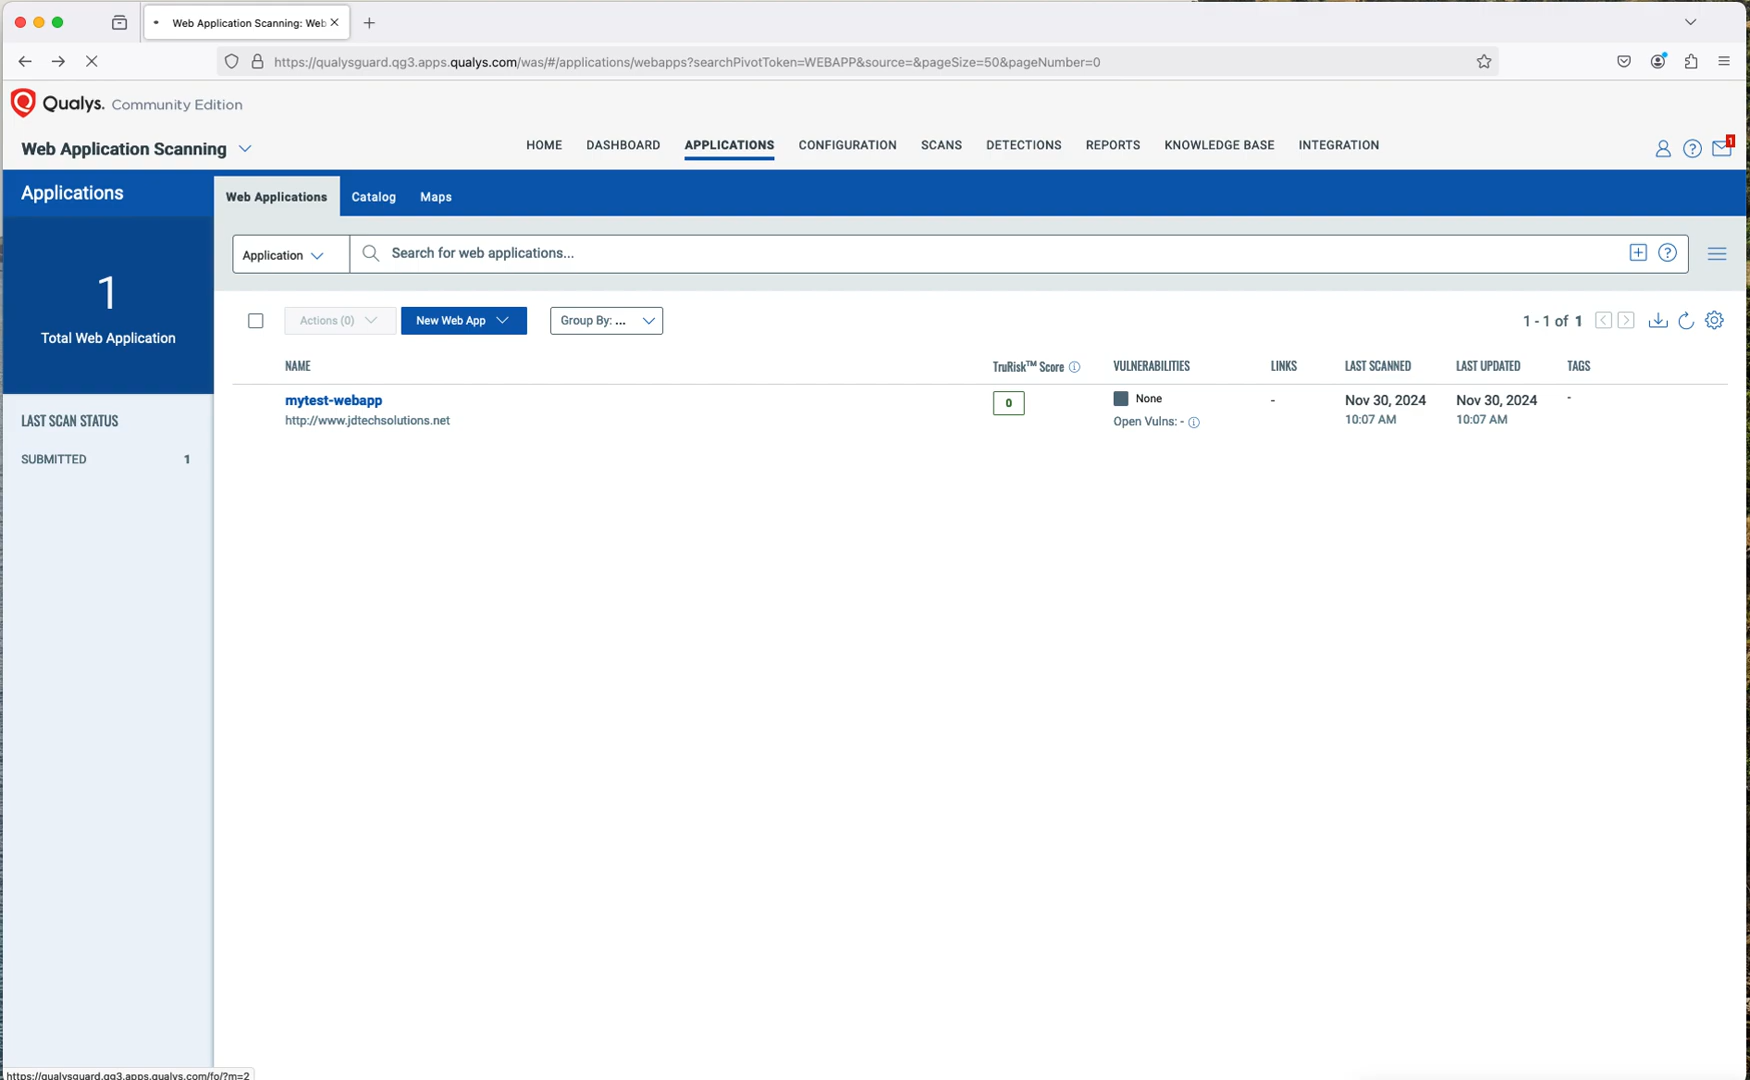 Web Application Scanning: Web
https://qualysguard.qg3.apps.qualys.com/was/#/applications/webapps?searchPivotToken=WEBAPP&source=&pageSize=50&pageNumber=0
Qualys. Community Edition
Web Application Scanning
HOME DASHBOARD APPLICATIONS CONFIGURATION SCANS DETECTIONS REPORTS KNOWLEDGE BASE INTEGRATION
1
Applications
Web Applications Catalog Maps
1
Total Web Application
LAST SCAN STATUS
SUBMITTED 1
Application Search for web applications...
Actions (0) New Web App Group By: ... 1 - 1 of 1
NAME TruRisk™ Score VULNERABILITIES LINKS LAST SCANNED LAST UPDATED TAGS
mytest-webapp 0 None - Nov 30, 2024 Nov 30, 2024 -
http://www.jdtechsolutions.net Open Vulns: - 10:07 AM 10:07 AM
https://qualysguard.qg3.apps.qualys.com/fo/?m=2